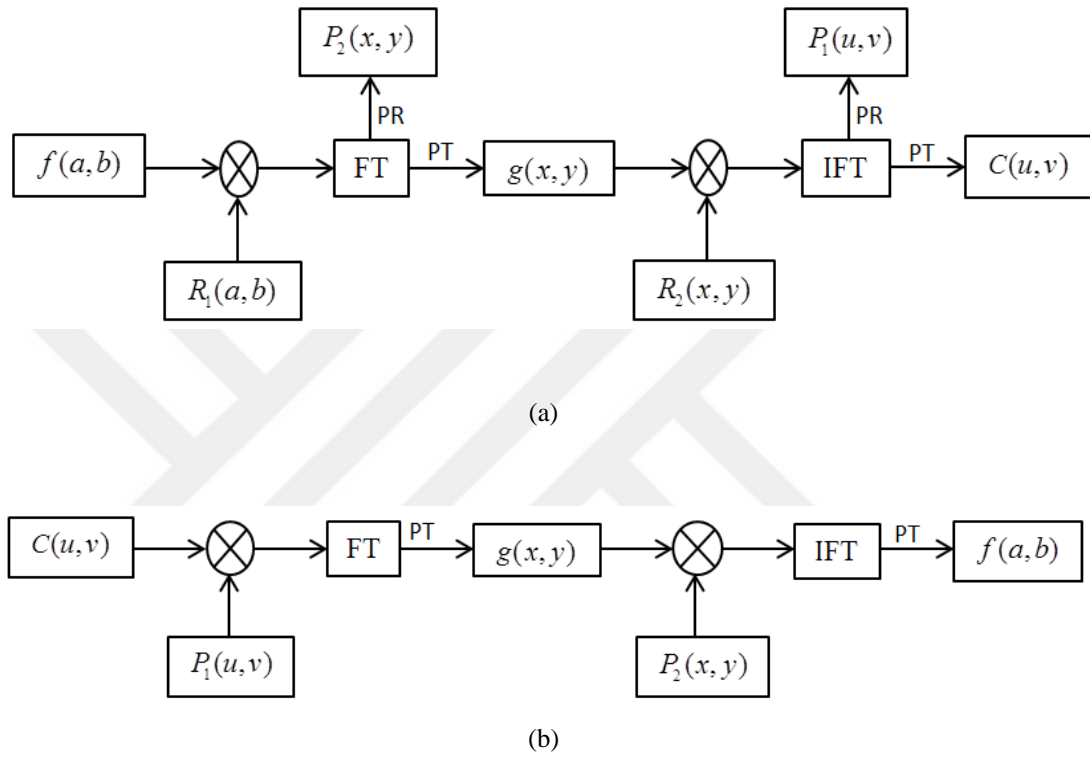 P₂(x, y)
P₁(u, v)
PR
PR
f(a, b)
FT
PT
g(x, y)
IFT
PT
C(u, v)
R₁(a, b)
R₂(x, y)
(a)
C(u, v)
FT
PT
g(x, y)
IFT
PT
f(a, b)
P₁(u, v)
P₂(x, y)
(b)